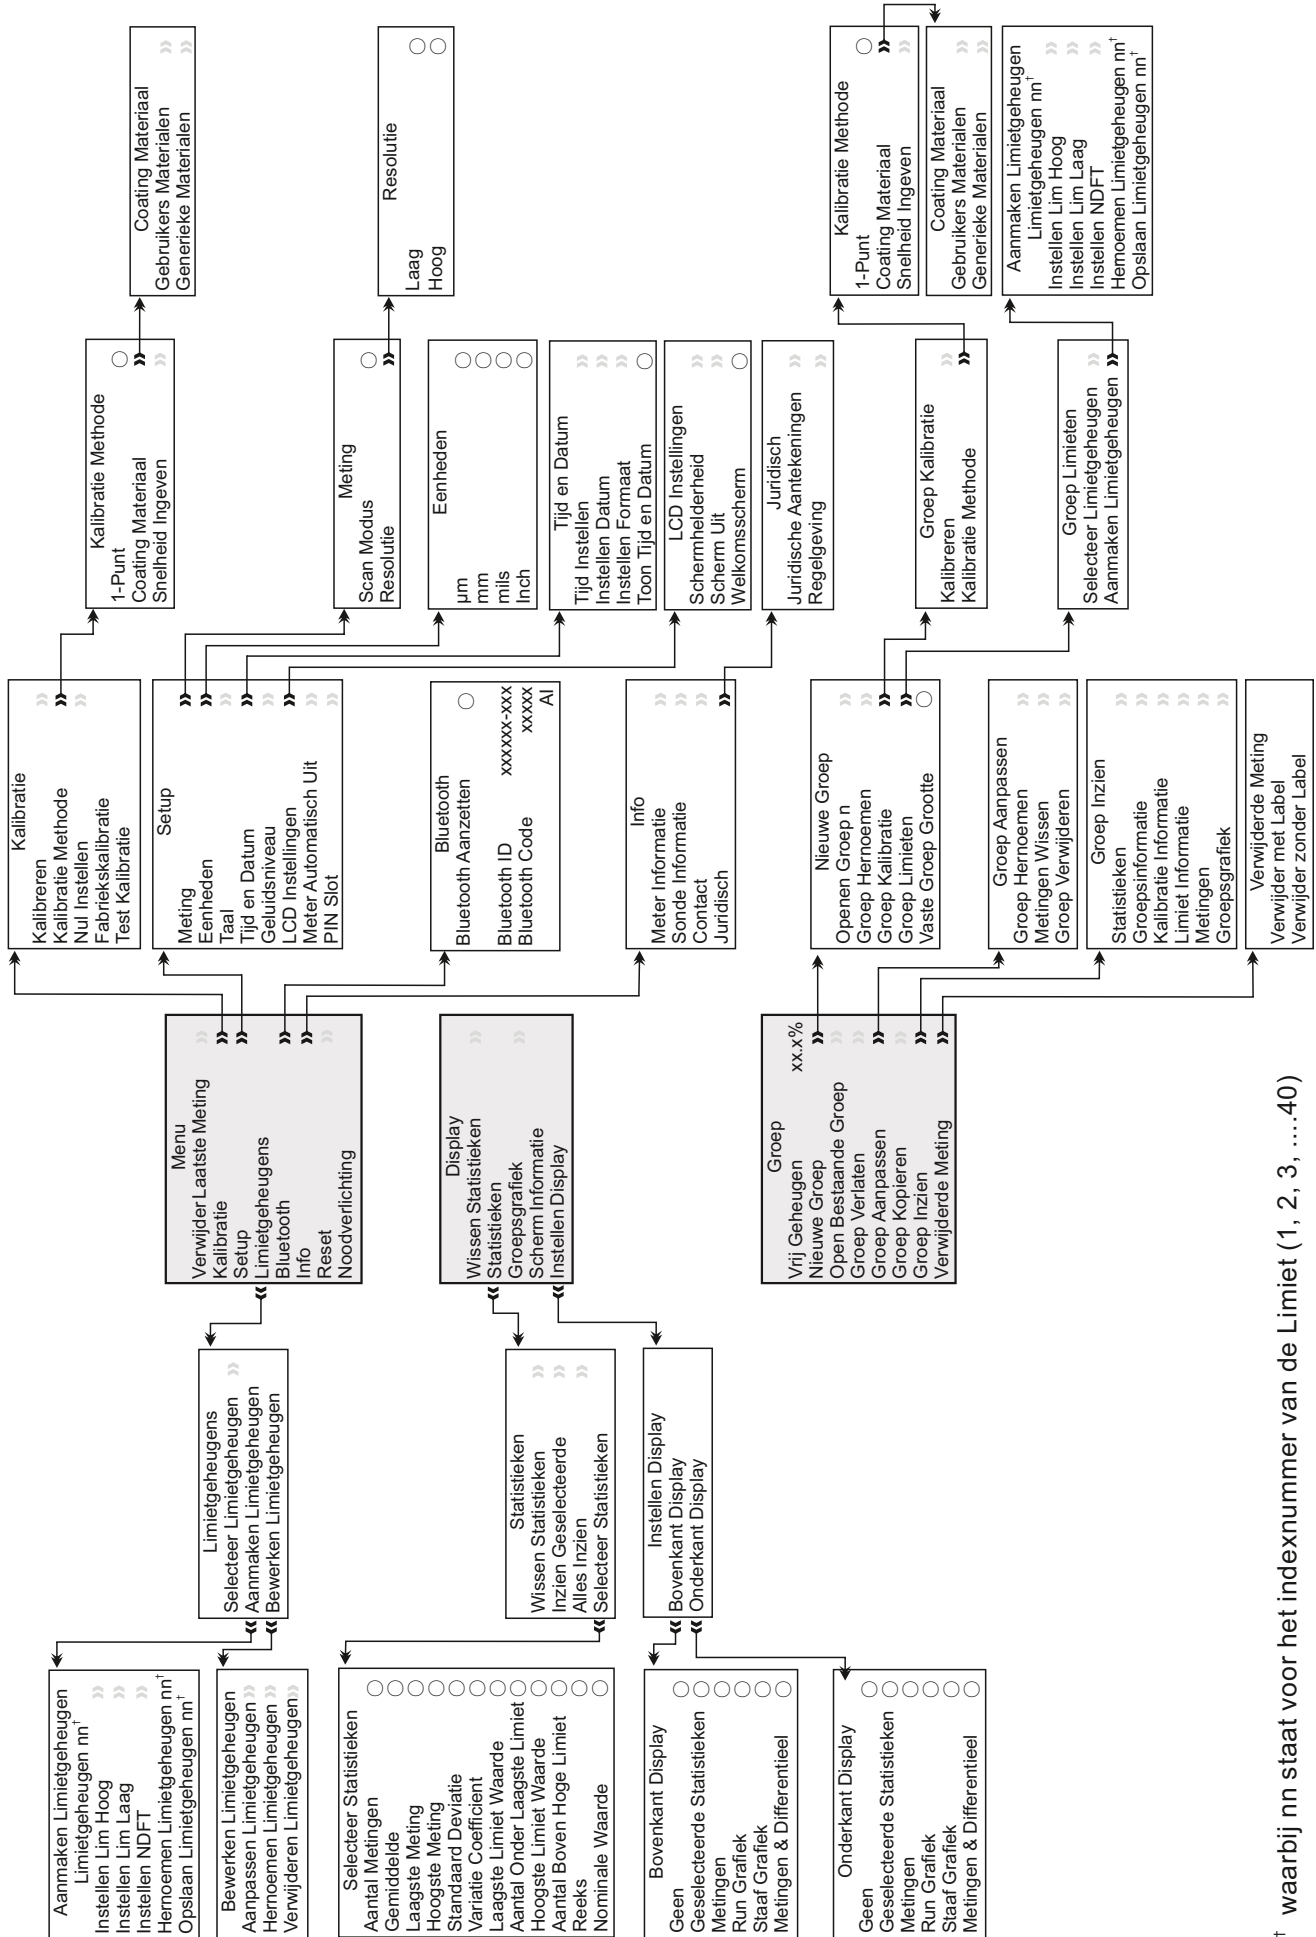 Aanmaken Limietgeheugen
Limietgeheugen nn†
Instellen Lim Hoog
Instellen Lim Laag
Instellen NDFT
Hernoemen Limietgeheugen nn†
Opslaan Limietgeheugen nn†
Bewerken Limietgeheugen
Aanpassen Limietgeheugen
Hernoemen Limietgeheugen
Verwijderen Limietgeheugen
Selecteer Statistieken
Aantal Metingen
Gemiddelde
Laagste Meting
Hoogste Meting
Standaard Deviatie
Variatie Coefficient
Laagste Limiet Waarde
Aantal Onder Laagste Limiet
Hoogste Limiet Waarde
Aantal Boven Hoge Limiet
Reeks
Nominale Waarde
Bovenkant Display
Geen
Geselecteerde Statistieken
Metingen
Run Grafiek
Staaf Grafiek
Metingen & Differentieel
Onderkant Display
Geen
Geselecteerde Statistieken
Metingen
Run Grafiek
Staaf Grafiek
Metingen & Differentieel
Limietgeheugens
Selecteer Limietgeheugen
Aanmaken Limietgeheugen
Bewerken Limietgeheugen
Statistieken
Wissen Statistieken
Inzien Geselecteerde
Alles Inzien
Selecteer Statistieken
Instellen Display
Bovenkant Display
Onderkant Display
Menu
Verwijder Laatste Meting
Kalibratie
Setup
Limietgeheugens
Bluetooth
Info
Reset
Noodverlichting
Display
Wissen Statistieken
Statistieken
Groepsgrafiek
Scherm Informatie
Instellen Display
Groep
Vrij Geheugen xx.x%
Nieuwe Groep
Open Bestaande Groep
Groep Verlaten
Groep Aanpassen
Groep Kopieren
Groep Inzien
Verwijderde Meting
Kalibratie
Kalibreren
Kalibratie Methode
Nul Instellen
Fabriekskalibratie
Test Kalibratie
Setup
Meting
Eenheden
Taal
Tijd en Datum
Geluidsniveau
LCD Instellingen
Meter Automatisch Uit
PIN Slot
Bluetooth
Bluetooth Aanzetten
Bluetooth ID xxxxxx-xxx
Bluetooth Code xxxxx
AI
Info
Meter Informatie
Sonde Informatie
Contact
Juridisch
Nieuwe Groep
Openen Groep n
Groep Hernoemen
Groep Kalibratie
Groep Limieten
Vaste Groep Grootte
Groep Aanpassen
Groep Hernoemen
Metingen Wissen
Groep Verwijderen
Groep Inzien
Statistieken
Groepsinformatie
Kalibratie Informatie
Limiet Informatie
Metingen
Groepsgrafiek
Verwijderde Meting
Verwijder met Label
Verwijder zonder Label
Kalibratie Methode
1-Punt
Coating Materiaal
Snelheid Ingeven
Meting
Scan Modus
Resolutie
Eenheden
µm
mm
mils
Inch
Tijd en Datum
Tijd Instellen
Instellen Datum
Instellen Formaat
Toon Tijd en Datum
LCD Instellingen
Schermhelderheid
Scherm Uit
Welkomsscherm
Juridisch
Juridische Aantekeningen
Regelgeving
Groep Kalibratie
Kalibreren
Kalibratie Methode
Groep Limieten
Selecteer Limietgeheugen
Aanmaken Limietgeheugen
Coating Materiaal
Gebruikers Materialen
Generieke Materialen
Resolutie
Laag
Hoog
Kalibratie Methode
1-Punt
Coating Materiaal
Snelheid Ingeven
Coating Materiaal
Gebruikers Materialen
Generieke Materialen
Aanmaken Limietgeheugen
Limietgeheugen nn†
Instellen Lim Hoog
Instellen Lim Laag
Instellen NDFT
Hemoemen Limietgeheugen nn†
Opslaan Limietgeheugen nn†
† waarbij nn staat voor het indexnummer van de Limiet (1, 2, 3, ....40)